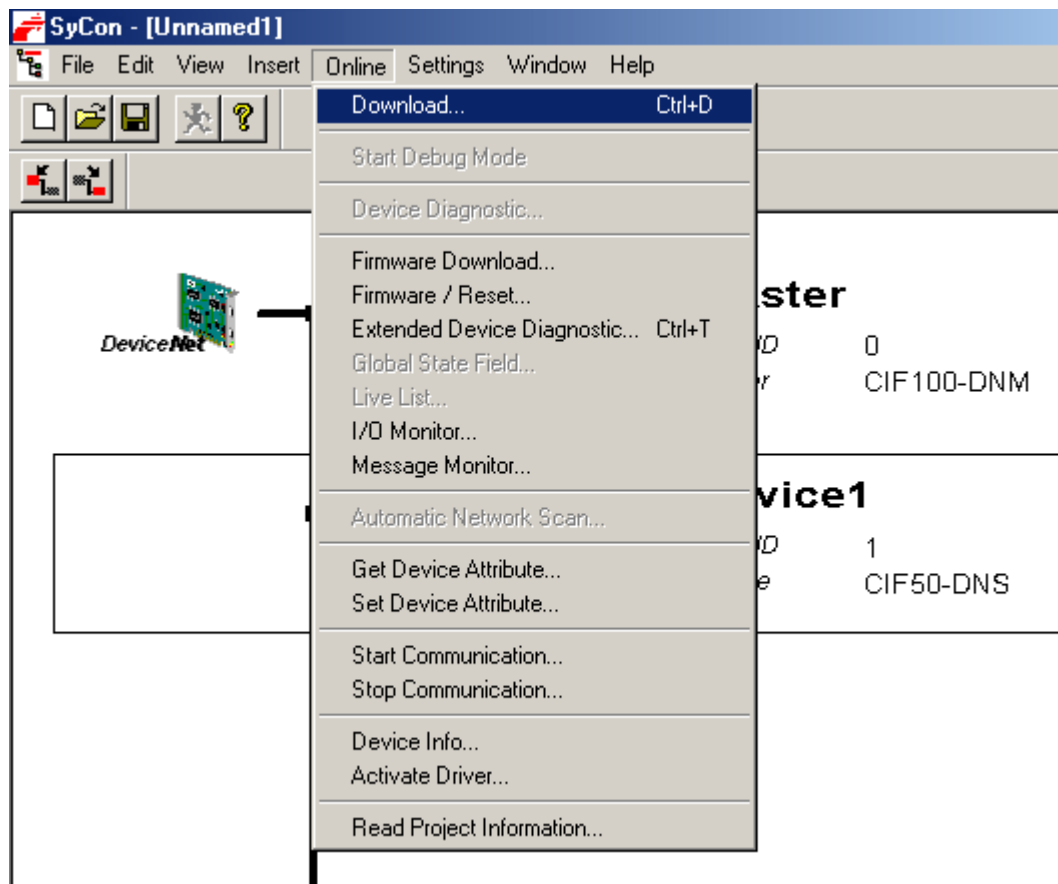 SyCon - [Unnamed1]
File Edit View Insert Online Settings Window Help
Download... Ctrl+D
Start Debug Mode
Device Diagnostic...
Firmware Download...
Firmware / Reset...
Extended Device Diagnostic... Ctrl+T
Global State Field...
Live List...
I/O Monitor...
Message Monitor...
Automatic Network Scan...
Get Device Attribute...
Set Device Attribute...
Start Communication...
Stop Communication...
Device Info...
Activate Driver...
Read Project Information...
DeviceNet
ster
ID 0
r CIF100-DNM
vice1
ID 1
e CIF50-DNS